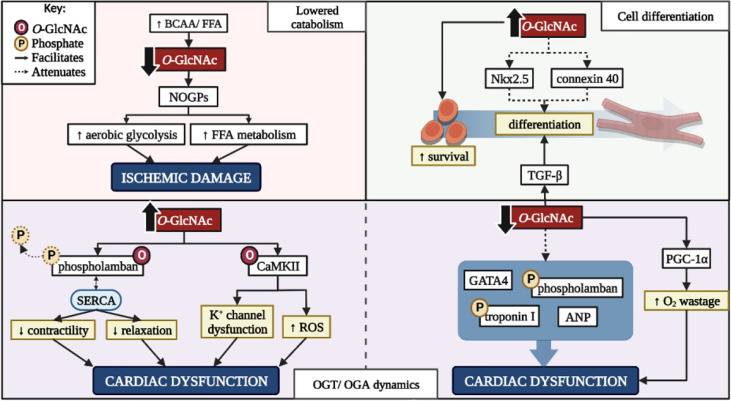 Key:
O O-GlcNAc
P Phosphate
Facilitates
Attenuates
Lowered
catabolism
↑ BCAA/ FFA
O-GlcNAc
NOGPs
↑ aerobic glycolysis
↑ FFA metabolism
ISCHEMIC DAMAGE
Cell differentiation
O-GlcNAc
Nkx2.5
connexin 40
differentiation
↑ survival
TGF-β
O-GlcNAc
P
P
phospholamban
O
O
CaMKII
SERCA
↓ contractility
↓ relaxation
K⁺ channel
dysfunction
↑ ROS
CARDIAC DYSFUNCTION
OGT/ OGA dynamics
O-GlcNAc
PGC-1α
↑ O₂ wastage
GATA4
P
phospholamban
P
troponin I
ANP
CARDIAC DYSFUNCTION